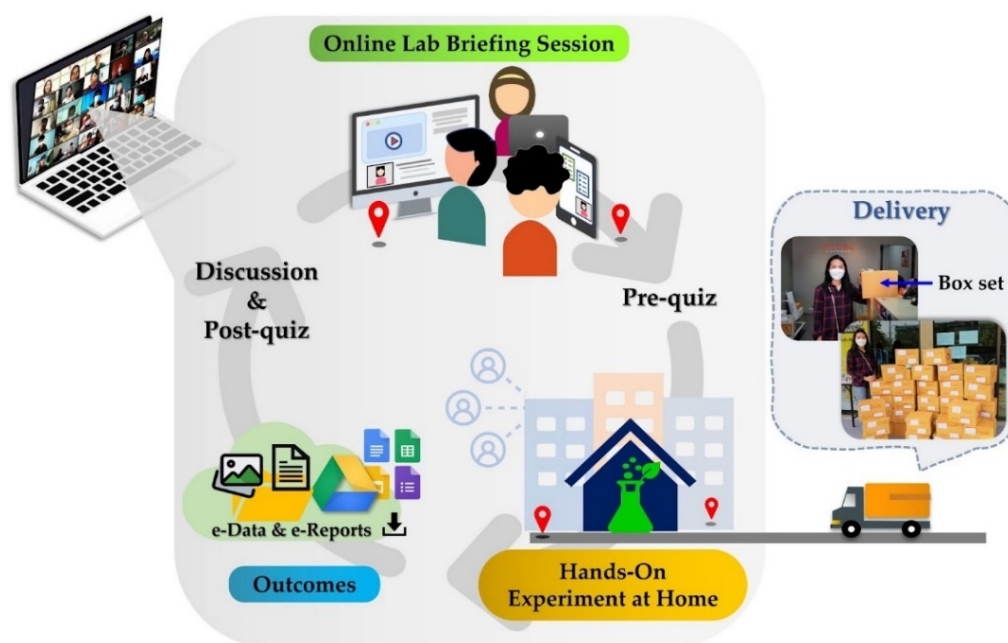 Online Lab Briefing Session
Delivery
Box set
Pre-quiz
Discussion
&
Post-quiz
e-Data & e-Reports
Outcomes
Hands-On
Experiment at Home